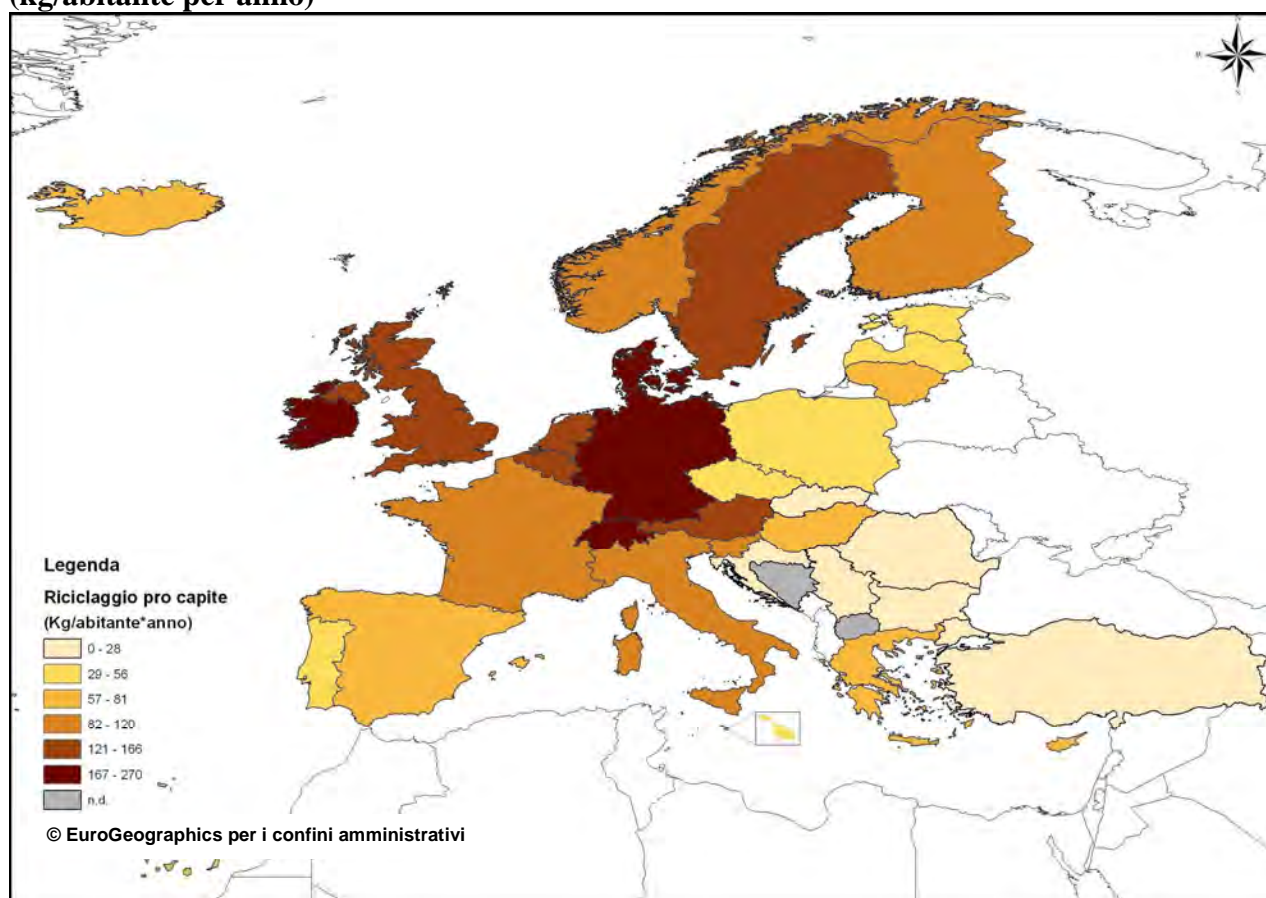 (kg/abitante per anno)
N
Legenda
Riciclaggio pro capite
(Kg/abitante*anno)
0 - 28
29 - 56
57 - 81
82 - 120
121 - 166
167 - 270
n.d.
© EuroGeographics per i confini amministrativi